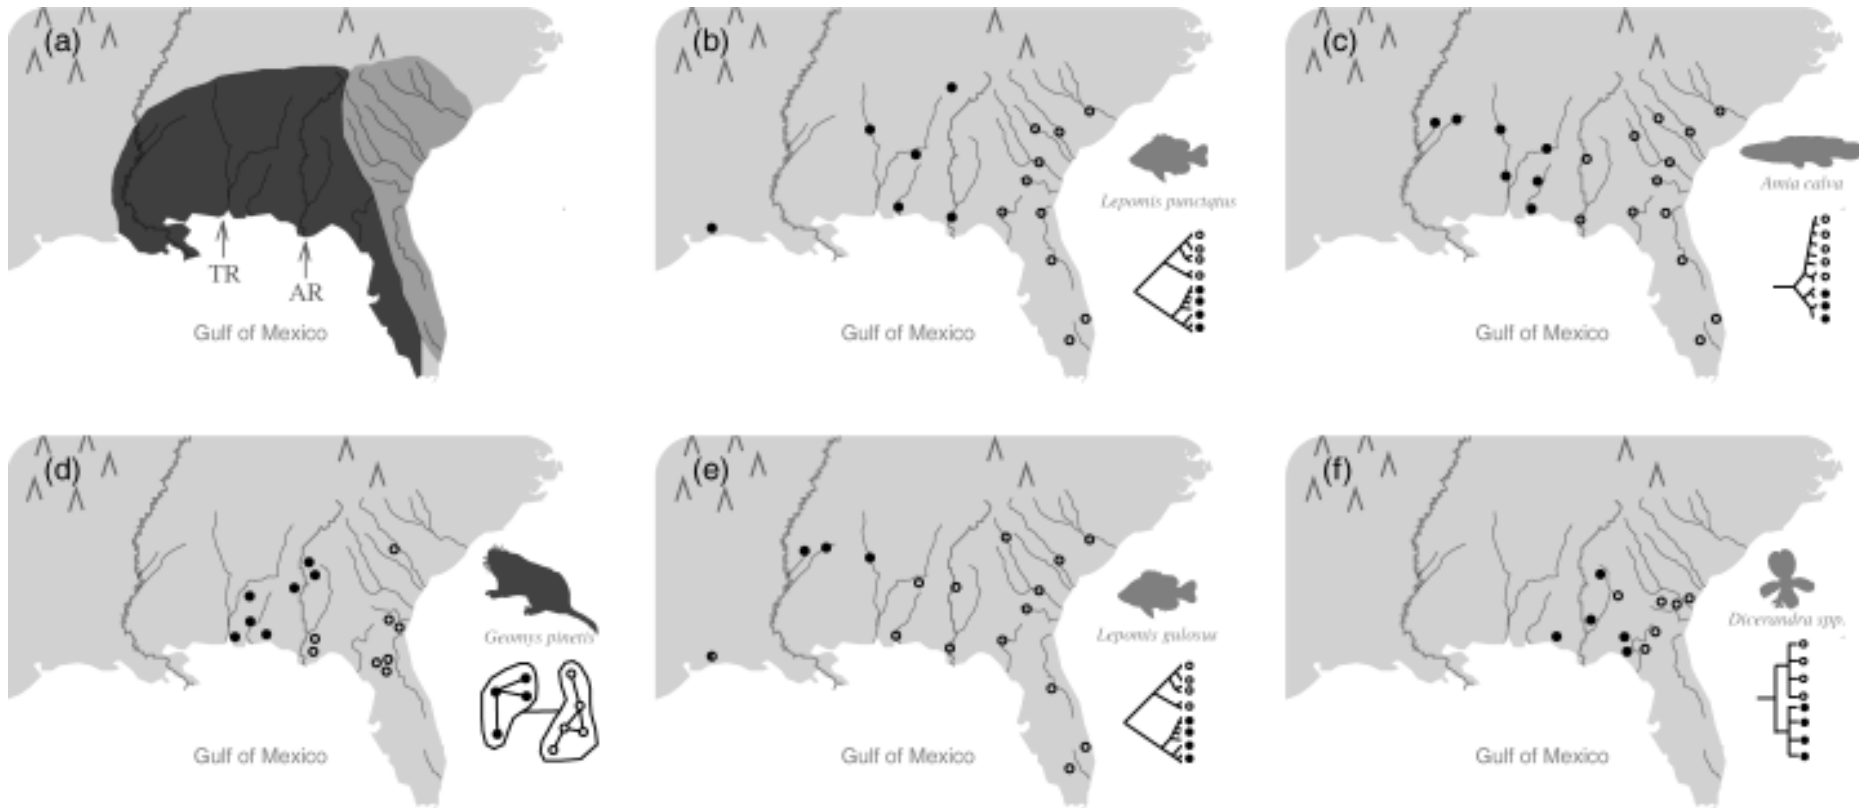 (a)
TR
AR
Gulf of Mexico
(b)
Lepomis punctatus
Gulf of Mexico
(c)
Amia calva
Gulf of Mexico
(d)
Geomys pinetis
Gulf of Mexico
(e)
Lepomis gulosus
Gulf of Mexico
(f)
Dicerandra spp.
Gulf of Mexico